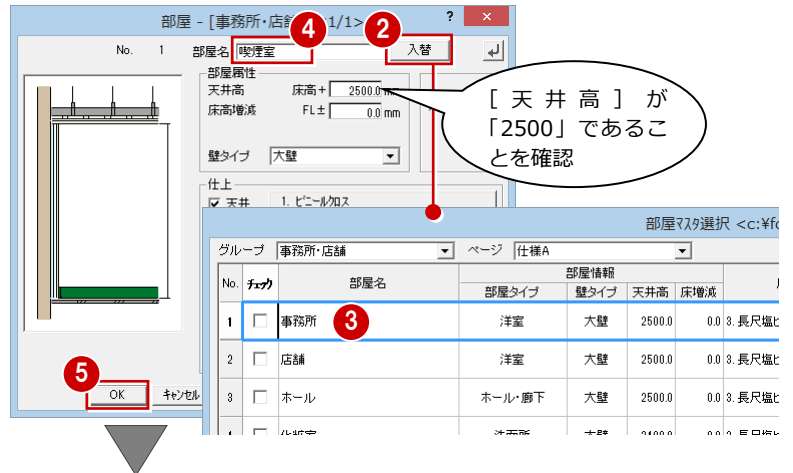 部屋 - [事務所・店舗 1/1>
? ×
4
2
No. 1 部屋名 喫煙室 入替
部屋属性
天井高 床高+ 2500.0 mm
床高増減 FL± 0.0 mm
壁タイプ 大壁
[天井高]が
「2500」であるこ
とを確認
仕上
天井 1. ビニールクロス
部屋マスタ選択 <c:¥fc
グループ 事務所・店舗 ページ 仕様A
No. チェック 部屋名 部屋情報
部屋タイプ 壁タイプ 天井高 床増減
1 事務所 3 洋室 大壁 2500.0 0.0 3. 長尺塩ビ
2 店舗 洋室 大壁 2500.0 0.0 3. 長尺塩ビ
3 ホール ホール・廊下 大壁 2500.0 0.0 3. 長尺塩ビ
5
OK キャンセル